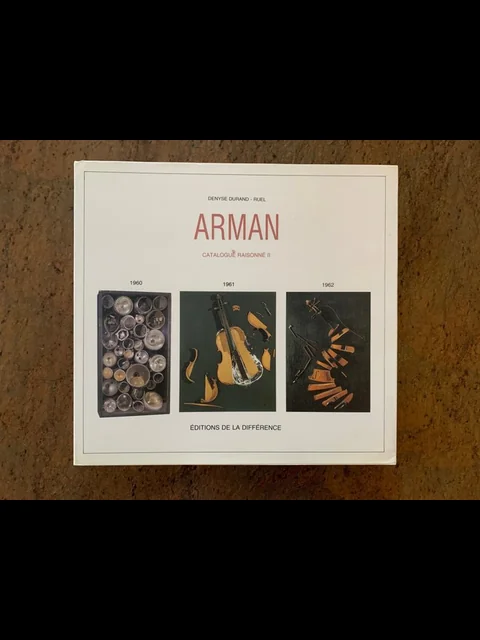 DENYSE DURAND - RUEL
ARMAN
CATALOGUE RAISONNÉ II
1960
1961
1962
ÉDITIONS DE LA DIFFÉRENCE